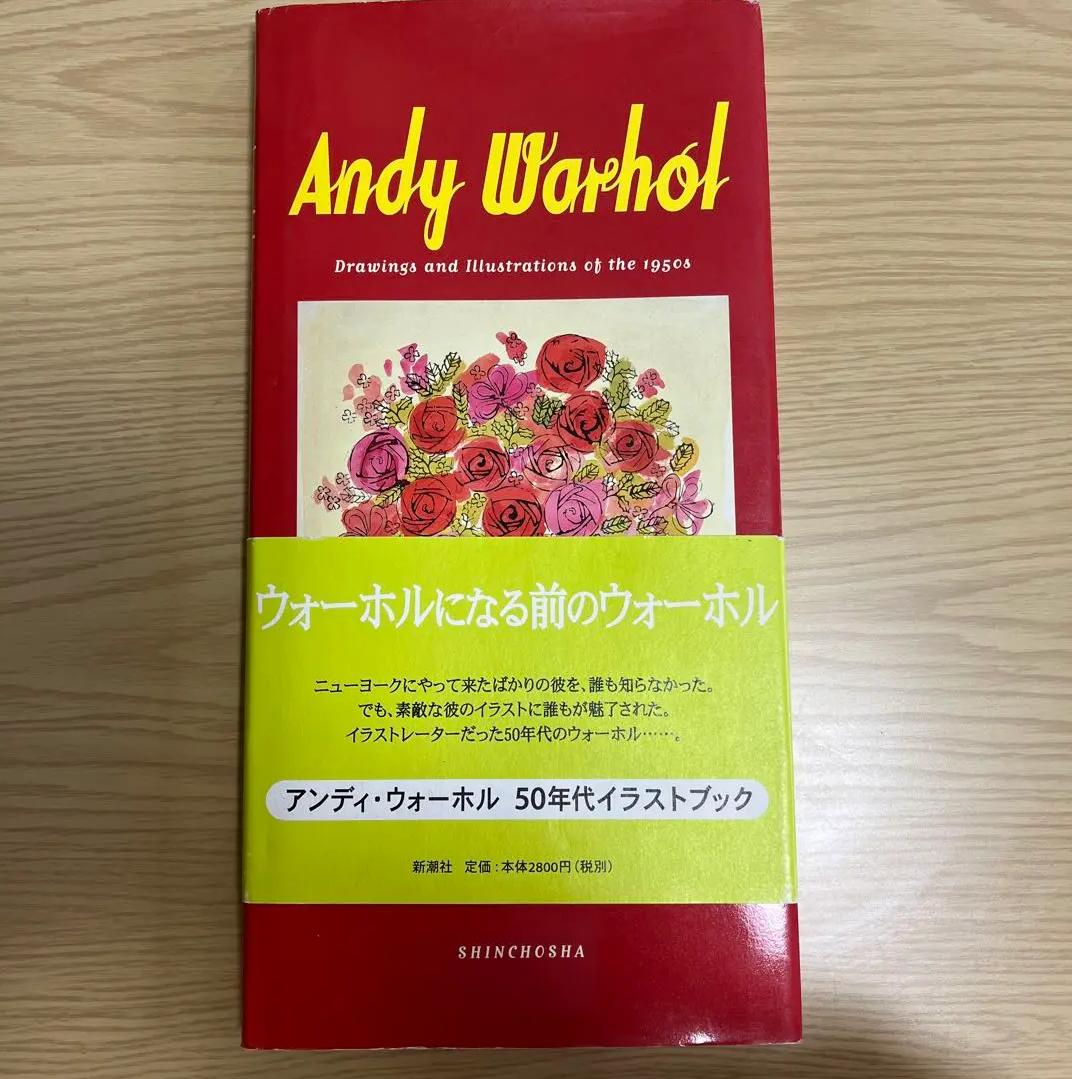 Andy Warhol
Drawings and Illustrations of the 1950s
ウォーホルになる前のウォーホル
ニューヨークにやって来たばかりの彼を、誰も知らなかった。
でも、素敵な彼のイラストに誰もが魅了された。
イラストレーターだった50年代のウォーホル……。
アンディ・ウォーホル 50年代イラストブック
新潮社 定価：本体2800円（税別）
SHINCHOSHA